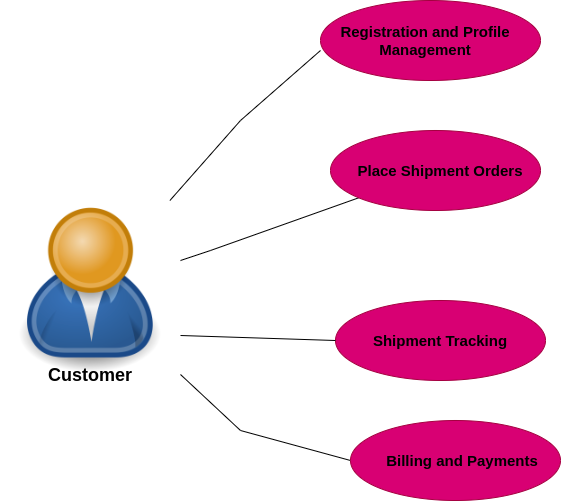 Registration and Profile
Management
Place Shipment Orders
Shipment Tracking
Customer
Billing and Payments